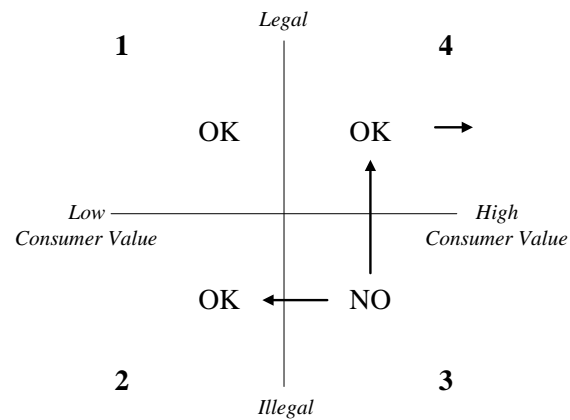 1
Legal
4
OK
OK
Low
Consumer Value
High
Consumer Value
OK
NO
2
Illegal
3